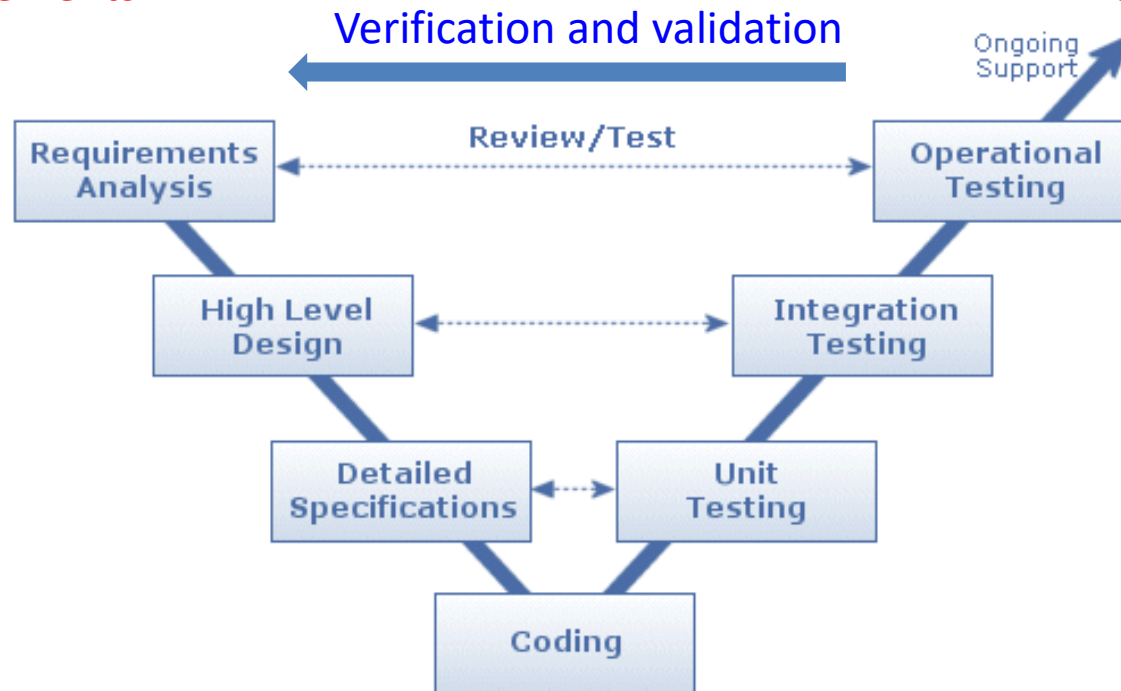 Verification and validation
Ongoing
Support
Review/Test
Requirements
Analysis
Operational
Testing
High Level
Design
Integration
Testing
Detailed
Specifications
Unit
Testing
Coding